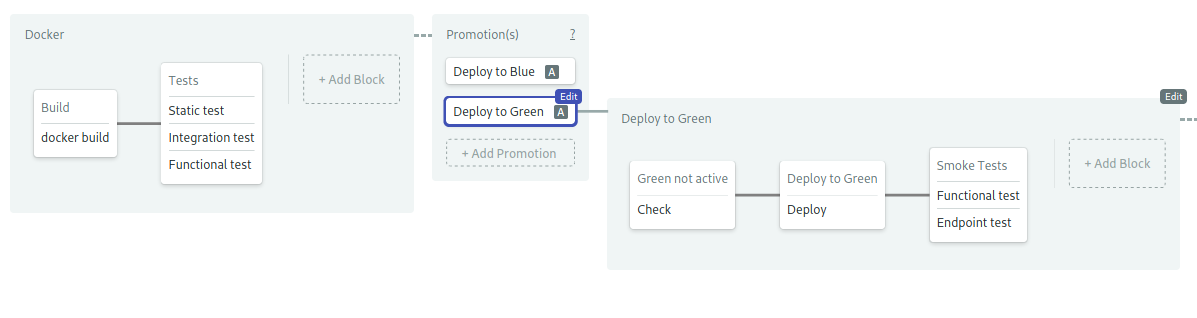 Docker
Build
docker build
Tests
Static test
Integration test
Functional test
+ Add Block
Promotion(s) ?
Deploy to Blue A
Edit
Deploy to Green A
+ Add Promotion
Edit
Deploy to Green
Green not active
Check
Deploy to Green
Deploy
Smoke Tests
Functional test
Endpoint test
+ Add Block